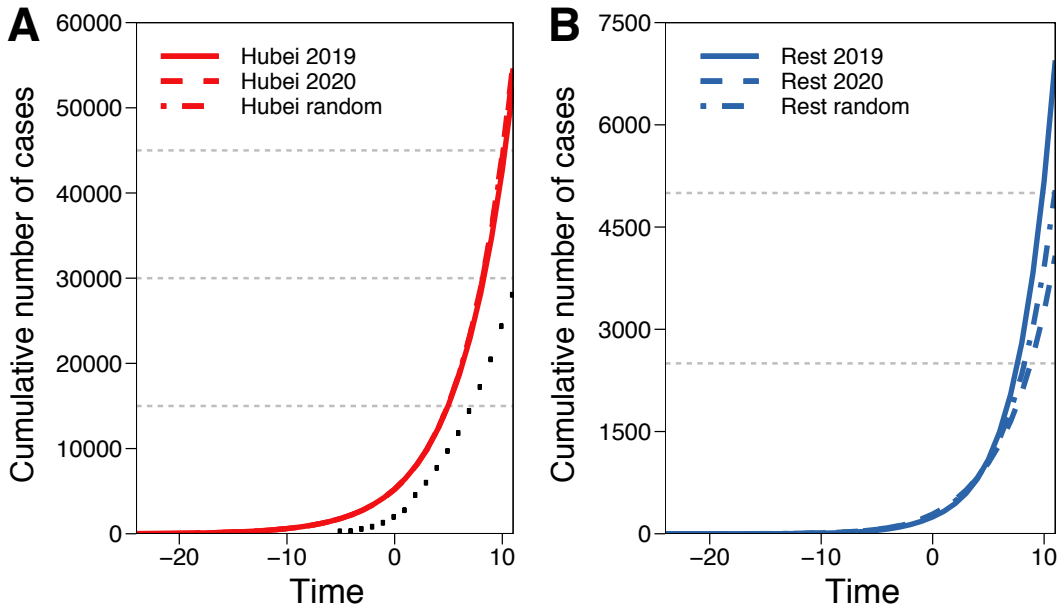 A
Cumulative number of cases
60000
50000
40000
30000
20000
10000
0
Hubei 2019
Hubei 2020
Hubei random
−20
−10
0
10
Time
B
Cumulative number of cases
7500
6000
4500
3000
1500
0
Rest 2019
Rest 2020
Rest random
−20
−10
0
10
Time